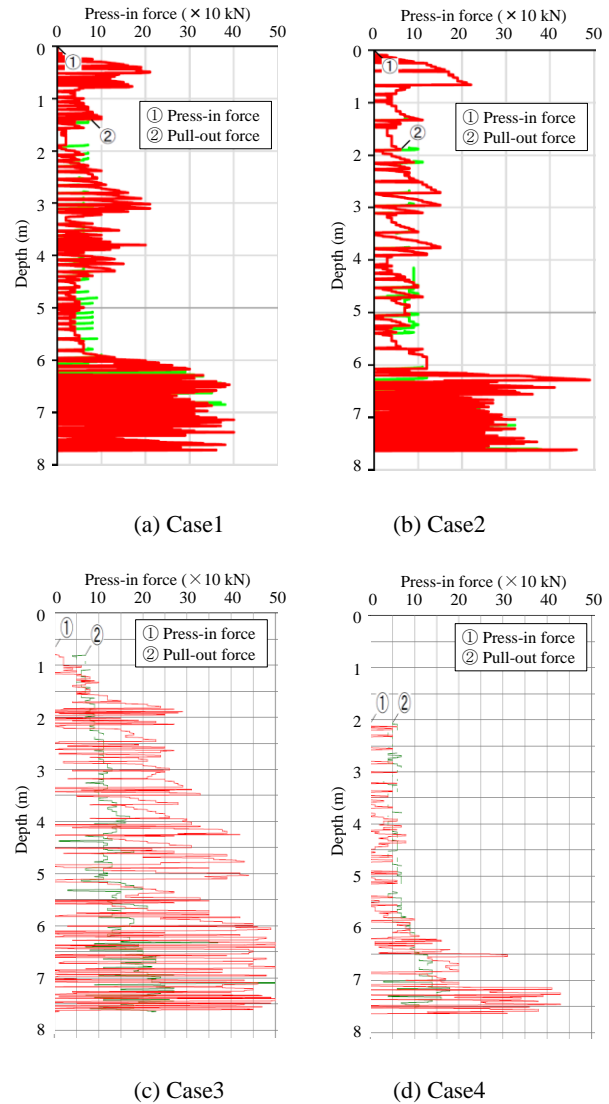 Press-in force (×10 kN)
0 10 20 30 40 50
0
1
2
3
4
5
6
7
8
Depth (m)
①
②
① Press-in force
② Pull-out force
(a) Case1
Press-in force (×10 kN)
0 10 20 30 40 50
0
1
2
3
4
5
6
7
8
Depth (m)
①
②
① Press-in force
② Pull-out force
(b) Case2
Press-in force (×10 kN)
0 10 20 30 40 50
0
1
2
3
4
5
6
7
8
Depth (m)
① ②
① Press-in force
② Pull-out force
(c) Case3
Press-in force (×10 kN)
0 10 20 30 40 50
0
1
2
3
4
5
6
7
8
Depth (m)
① ②
① Press-in force
② Pull-out force
(d) Case4